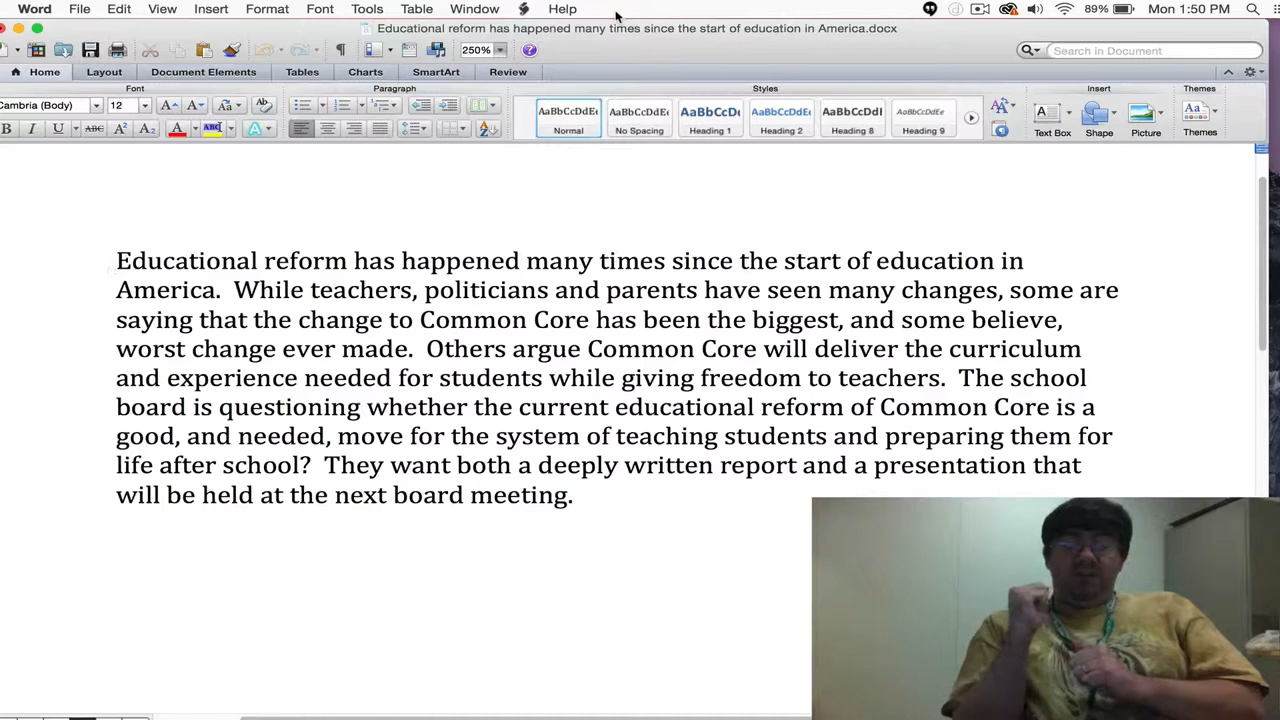 Word File Edit View Insert Format Font Tools Table Window Help 89% Mon 1:50 PM
Educational reform has happened many times since the start of education in America.docx
250% Search in Document
Home Layout Document Elements Tables Charts SmartArt Review
Font Paragraph Styles Insert Themes
Cambria (Body) 12 Aa AaBbCcDdEe AaBbCcDdEe AaBbCcDc AaBbCcDdEe AaBbCcDdI AaBbCcDdEe A Aa
B I U ABC A² A₂ ABC A A Normal No Spacing Heading 1 Heading 2 Heading 8 Heading 9 Text Box Shape Picture Themes
Educational reform has happened many times since the start of education in
America.  While teachers, politicians and parents have seen many changes, some are
saying that the change to Common Core has been the biggest, and some believe,
worst change ever made.  Others argue Common Core will deliver the curriculum
and experience needed for students while giving freedom to teachers.  The school
board is questioning whether the current educational reform of Common Core is a
good, and needed, move for the system of teaching students and preparing them for
life after school?  They want both a deeply written report and a presentation that
will be held at the next board meeting.